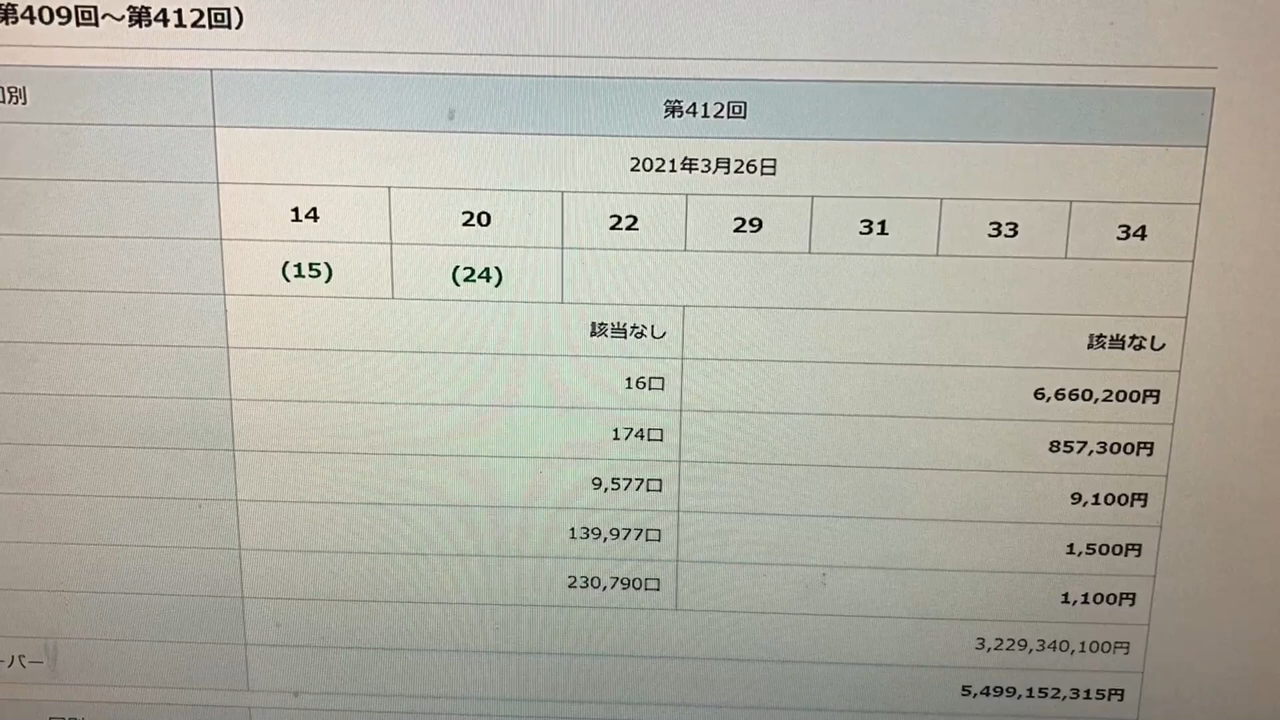 第409回～第412回)
別 第412回
2021年3月26日
14 20 22 29 31 33 34
(15) (24)
該当なし 該当なし
16口 6,660,200円
174口 857,300円
9,577口 9,100円
139,977口 1,500円
230,790口 1,100円
3,229,340,100円
ーバー 5,499,152,315円